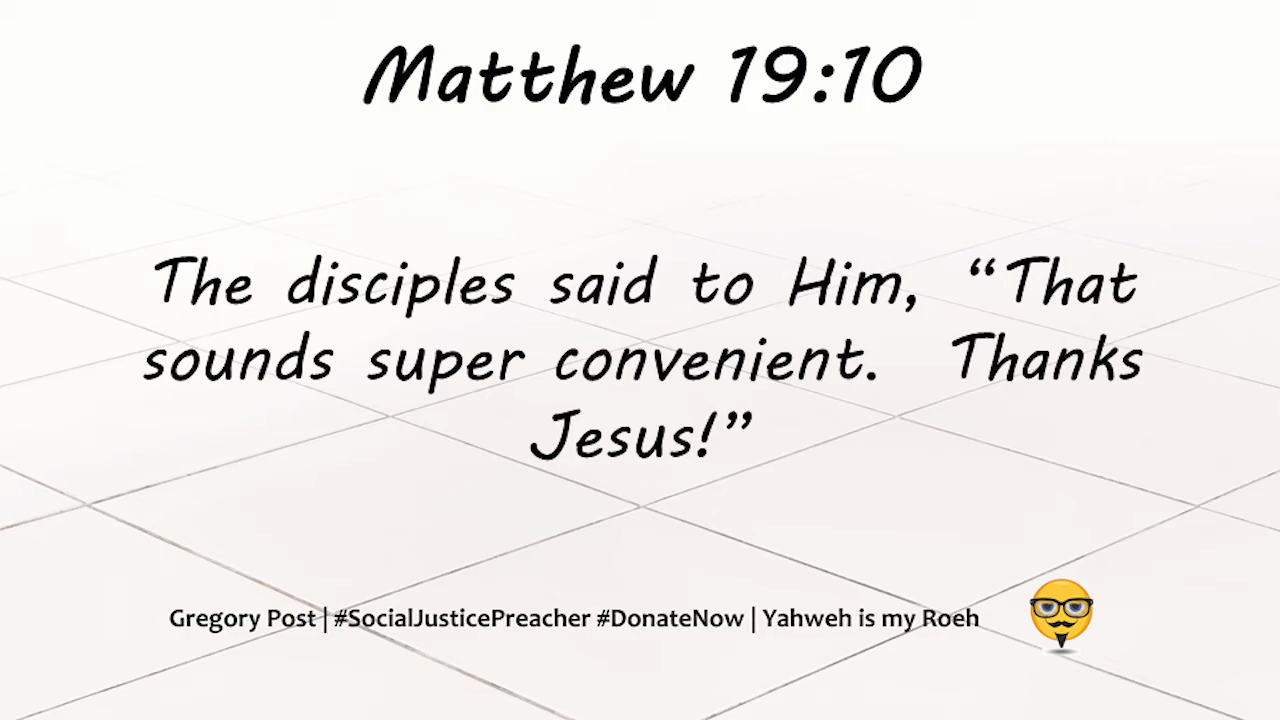 Matthew 19:10
The disciples said to Him, “That
sounds super convenient.  Thanks
Jesus!”
Gregory Post | #SocialJusticePreacher #DonateNow | Yahweh is my Roeh